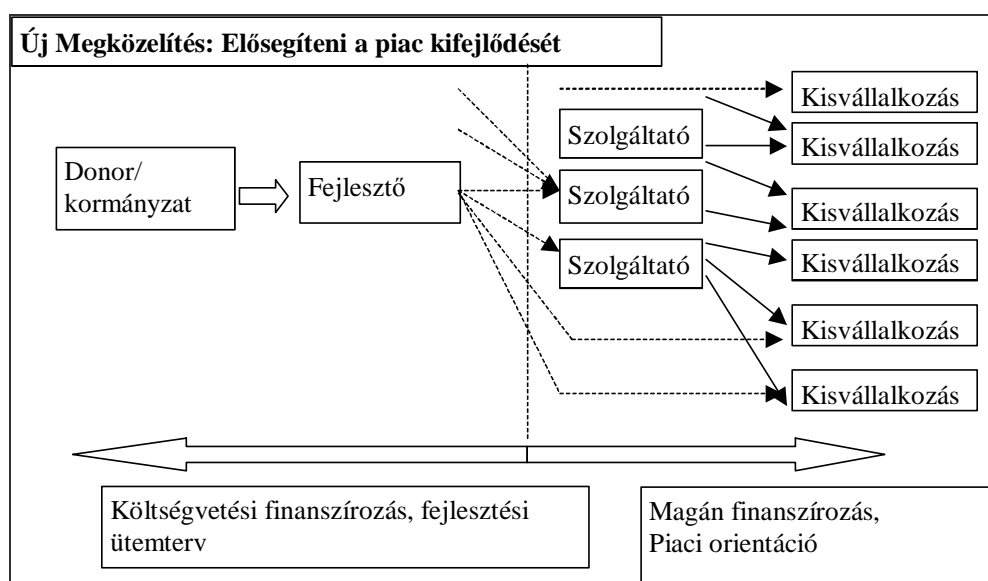 Új Megközelítés: Elősegíteni a piac kifejlődését
Donor/
kormányzat
Fejlesztő
Szolgáltató
Szolgáltató
Szolgáltató
Kisvállalkozás
Kisvállalkozás
Kisvállalkozás
Kisvállalkozás
Kisvállalkozás
Kisvállalkozás
Költségvetési finanszírozás, fejlesztési
ütemterv
Magán finanszírozás,
Piaci orientáció